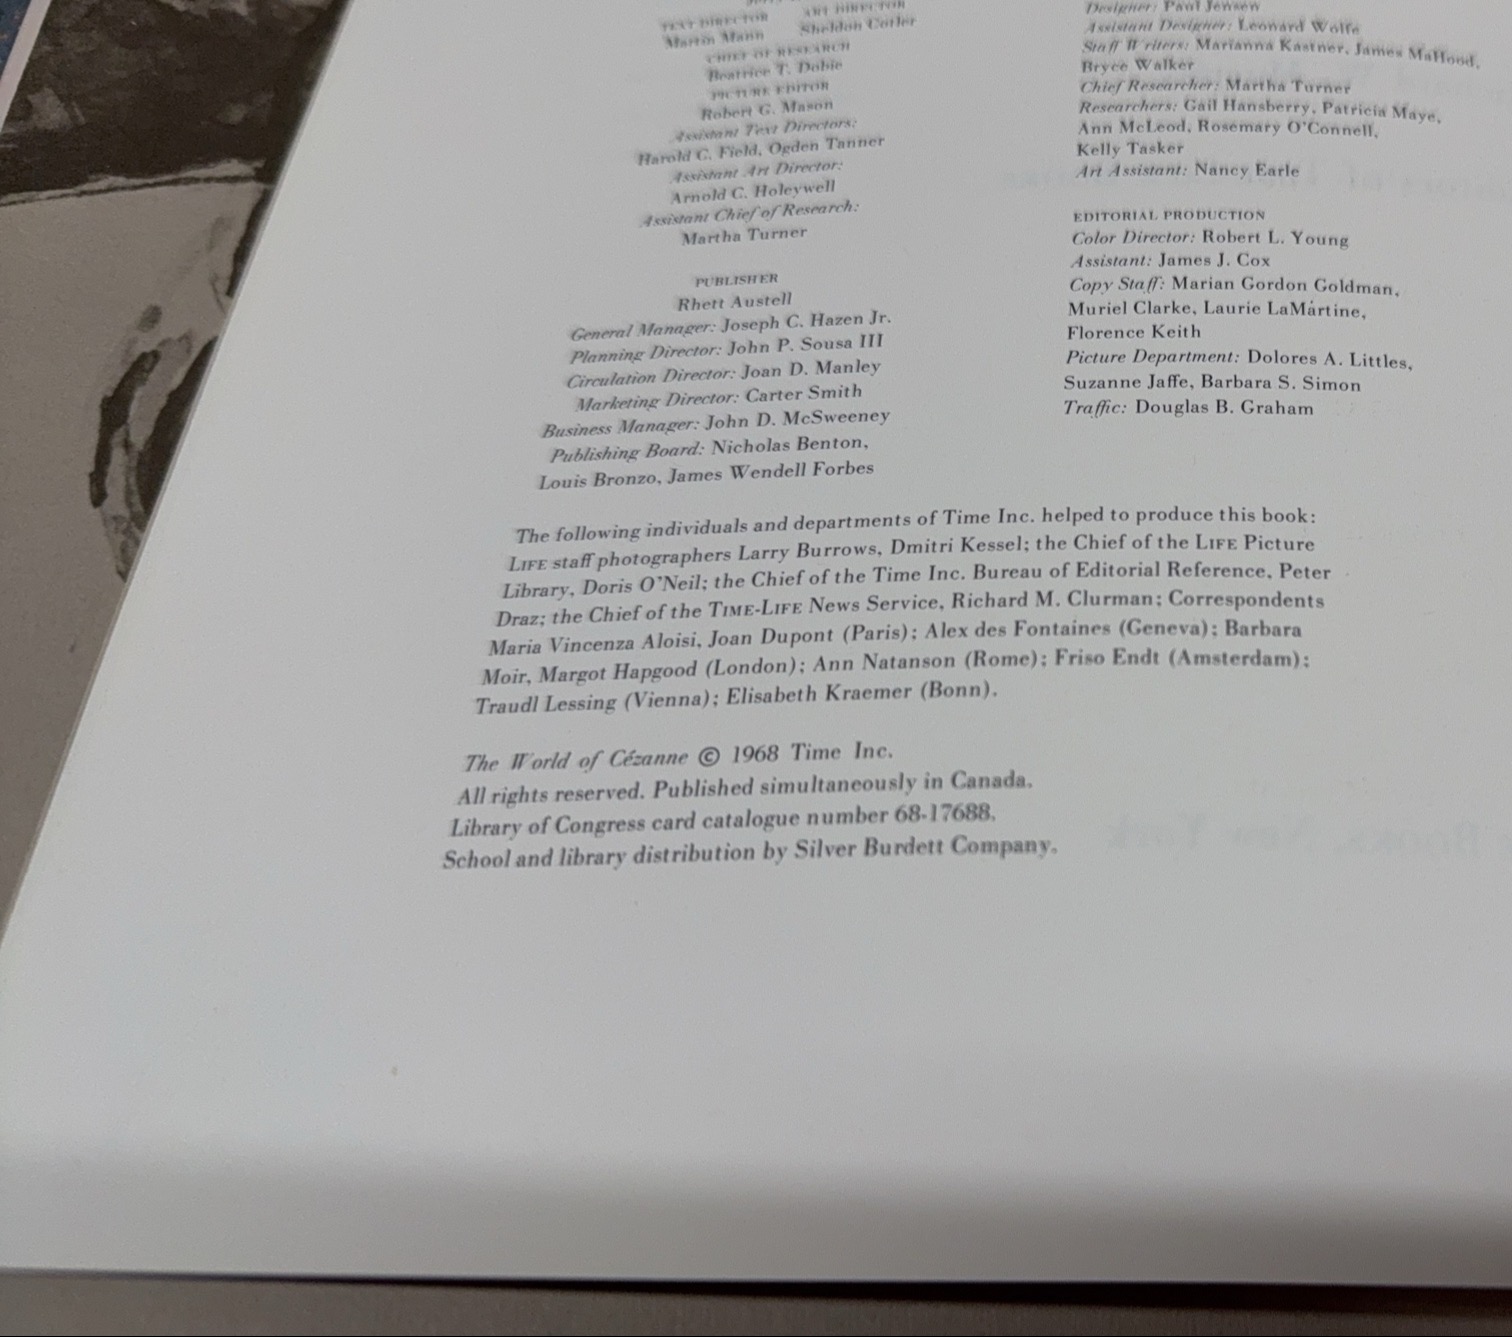 TEXT DIRECTOR ART DIRECTOR
Martin Mann Sheldon Cotler
CHIEF OF RESEARCH
Beatrice T. Dobie
PICTURE EDITOR
Robert G. Mason
Assistant Text Directors:
Harold C. Field, Ogden Tanner
Assistant Art Director:
Arnold C. Holeywell
Assistant Chief of Research:
Martha Turner
PUBLISHER
Rhett Austell
General Manager: Joseph C. Hazen Jr.
Planning Director: John P. Sousa III
Circulation Director: Joan D. Manley
Marketing Director: Carter Smith
Business Manager: John D. McSweeney
Publishing Board: Nicholas Benton,
Louis Bronzo, James Wendell Forbes
Designer: Paul Jensen
Assistant Designer: Leonard Wolfe
Staff Writers: Marianna Kastner, James MaHood,
Bryce Walker
Chief Researcher: Martha Turner
Researchers: Gail Hansberry, Patricia Maye,
Ann McLeod, Rosemary O'Connell,
Kelly Tasker
Art Assistant: Nancy Earle
EDITORIAL PRODUCTION
Color Director: Robert L. Young
Assistant: James J. Cox
Copy Staff: Marian Gordon Goldman,
Muriel Clarke, Laurie LaMartine,
Florence Keith
Picture Department: Dolores A. Littles,
Suzanne Jaffe, Barbara S. Simon
Traffic: Douglas B. Graham
The following individuals and departments of Time Inc. helped to produce this book:
LIFE staff photographers Larry Burrows, Dmitri Kessel; the Chief of the LIFE Picture
Library, Doris O'Neil; the Chief of the Time Inc. Bureau of Editorial Reference, Peter
Draz; the Chief of the TIME-LIFE News Service, Richard M. Clurman; Correspondents
Maria Vincenza Aloisi, Joan Dupont (Paris); Alex des Fontaines (Geneva); Barbara
Moir, Margot Hapgood (London); Ann Natanson (Rome); Friso Endt (Amsterdam);
Traudl Lessing (Vienna); Elisabeth Kraemer (Bonn).
The World of Cézanne © 1968 Time Inc.
All rights reserved. Published simultaneously in Canada.
Library of Congress card catalogue number 68-17688.
School and library distribution by Silver Burdett Company.